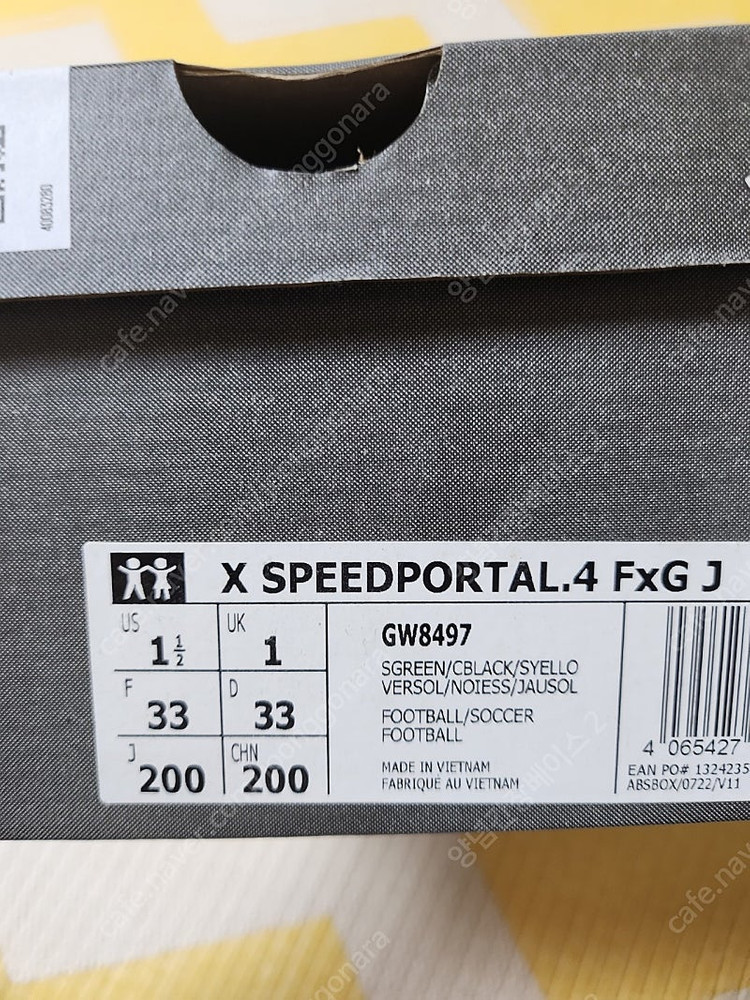 40083280
X SPEEDPORTAL.4 FxG J
US 1 1/2
UK 1
F 33
D 33
J 200
CHN 200
GW8497
SGREEN/CBLACK/SYELLO
VERSOL/NOIESS/JAUSOL
FOOTBALL/SOCCER
FOOTBALL
MADE IN VIETNAM
FABRIQUÉ AU VIETNAM
4 065427
EAN PO# 1324235
ABSBOX/0722/V11